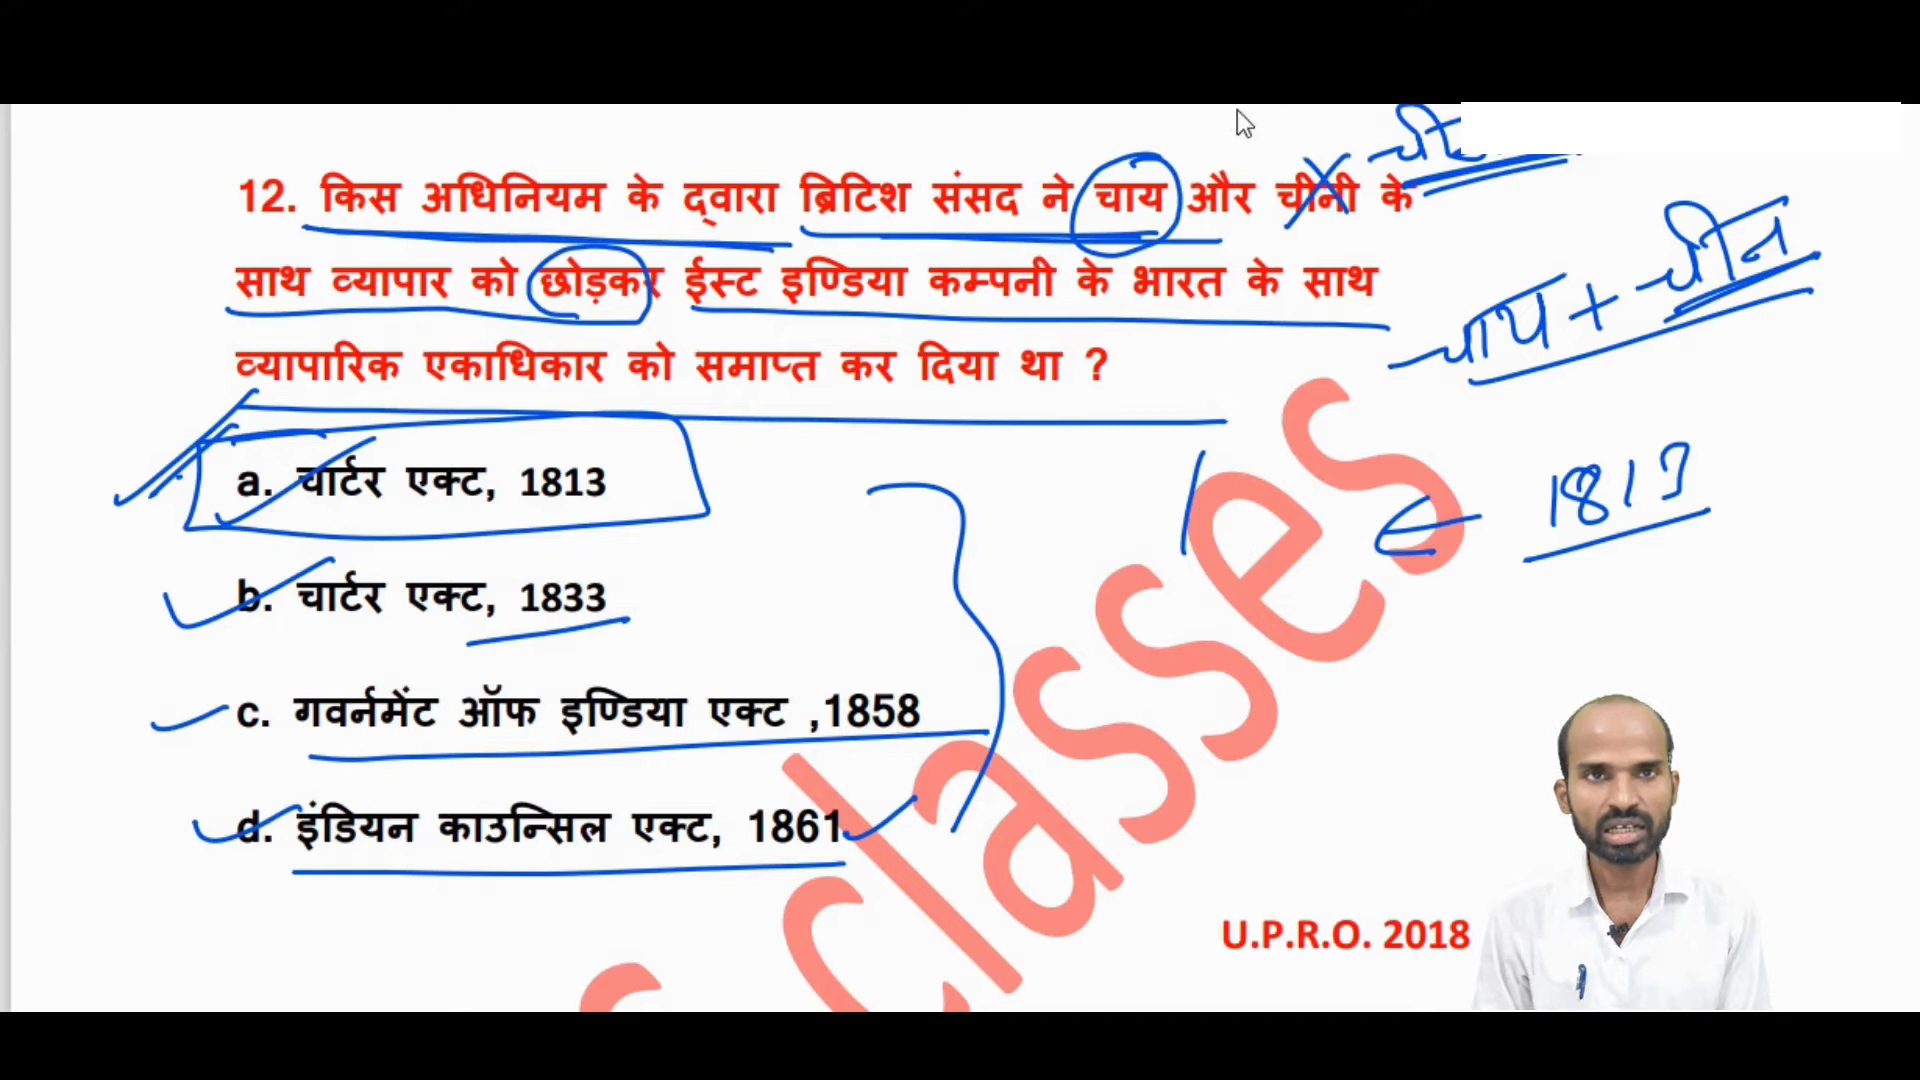 चीन
12. किस अधिनियम के द्वारा ब्रिटिश संसद ने चाय और चीनी के
साथ व्यापार को छोड़कर ईस्ट इण्डिया कम्पनी के भारत के साथ
चाय + चीन
व्यापारिक एकाधिकार को समाप्त कर दिया था ?
a. चार्टर एक्ट, 1813
1813
b. चार्टर एक्ट, 1833
c. गवर्नमेंट ऑफ इण्डिया एक्ट ,1858
d. इंडियन काउन्सिल एक्ट, 1861
classes
U.P.R.O. 2018